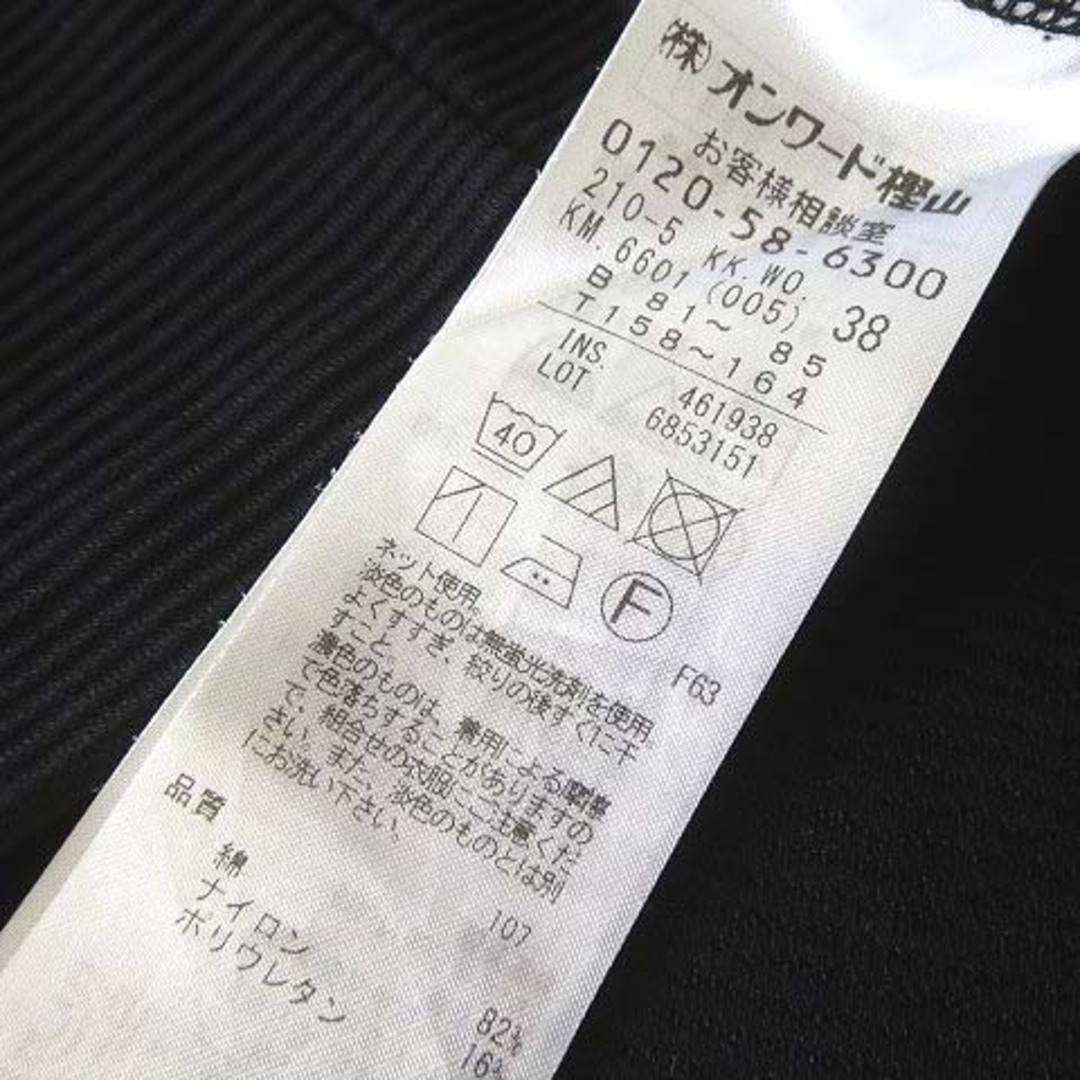 (株)オンワード樫山
お客様相談室
0120-58-6300
210-5 KK.WO. 38
KM.6601(005)
B 81～ 85
T158～164
INS. 461938
LOT 6853151
40
F
F63
ネット使用。
淡色のものは無蛍光洗剤を使用。
よくすすぎ、絞りの後すぐに干
すこと
濃色のものは、着用による摩擦
で色落ちすることがありますの
で、組合せの衣服にご注意くだ
さい。また、淡色のものとは別
にお洗い下さい。
107
品質
綿 82%
ナイロン 16%
ポリウレタン